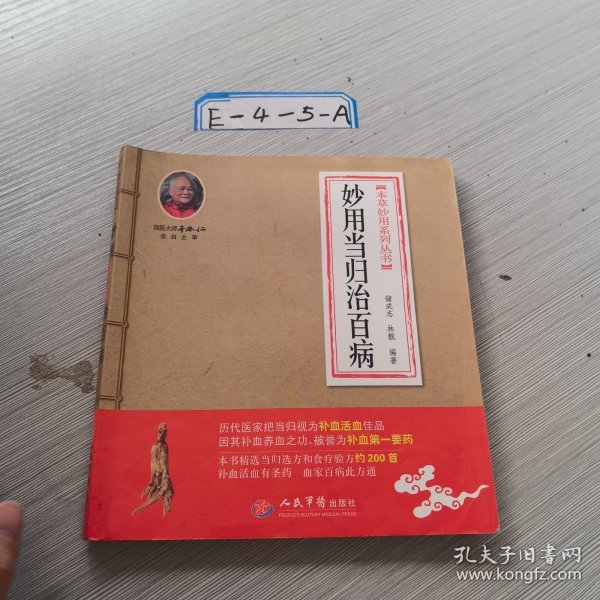 E-4-5-A
国医大师李济仁
亲自主审
【本草妙用系列丛书】
妙用当归治百病
储成志 林靓 编著
历代医家把当归视为补血活血佳品
因其补血养血之功，被誉为补血第一要药
本书精选当归选方和食疗验方约200首
补血活血有圣药 血家百病此方通
人民军医出版社
PEOPLE'S MILITARY MEDICAL PRESS
孔夫子旧书网
www.kongfz.com